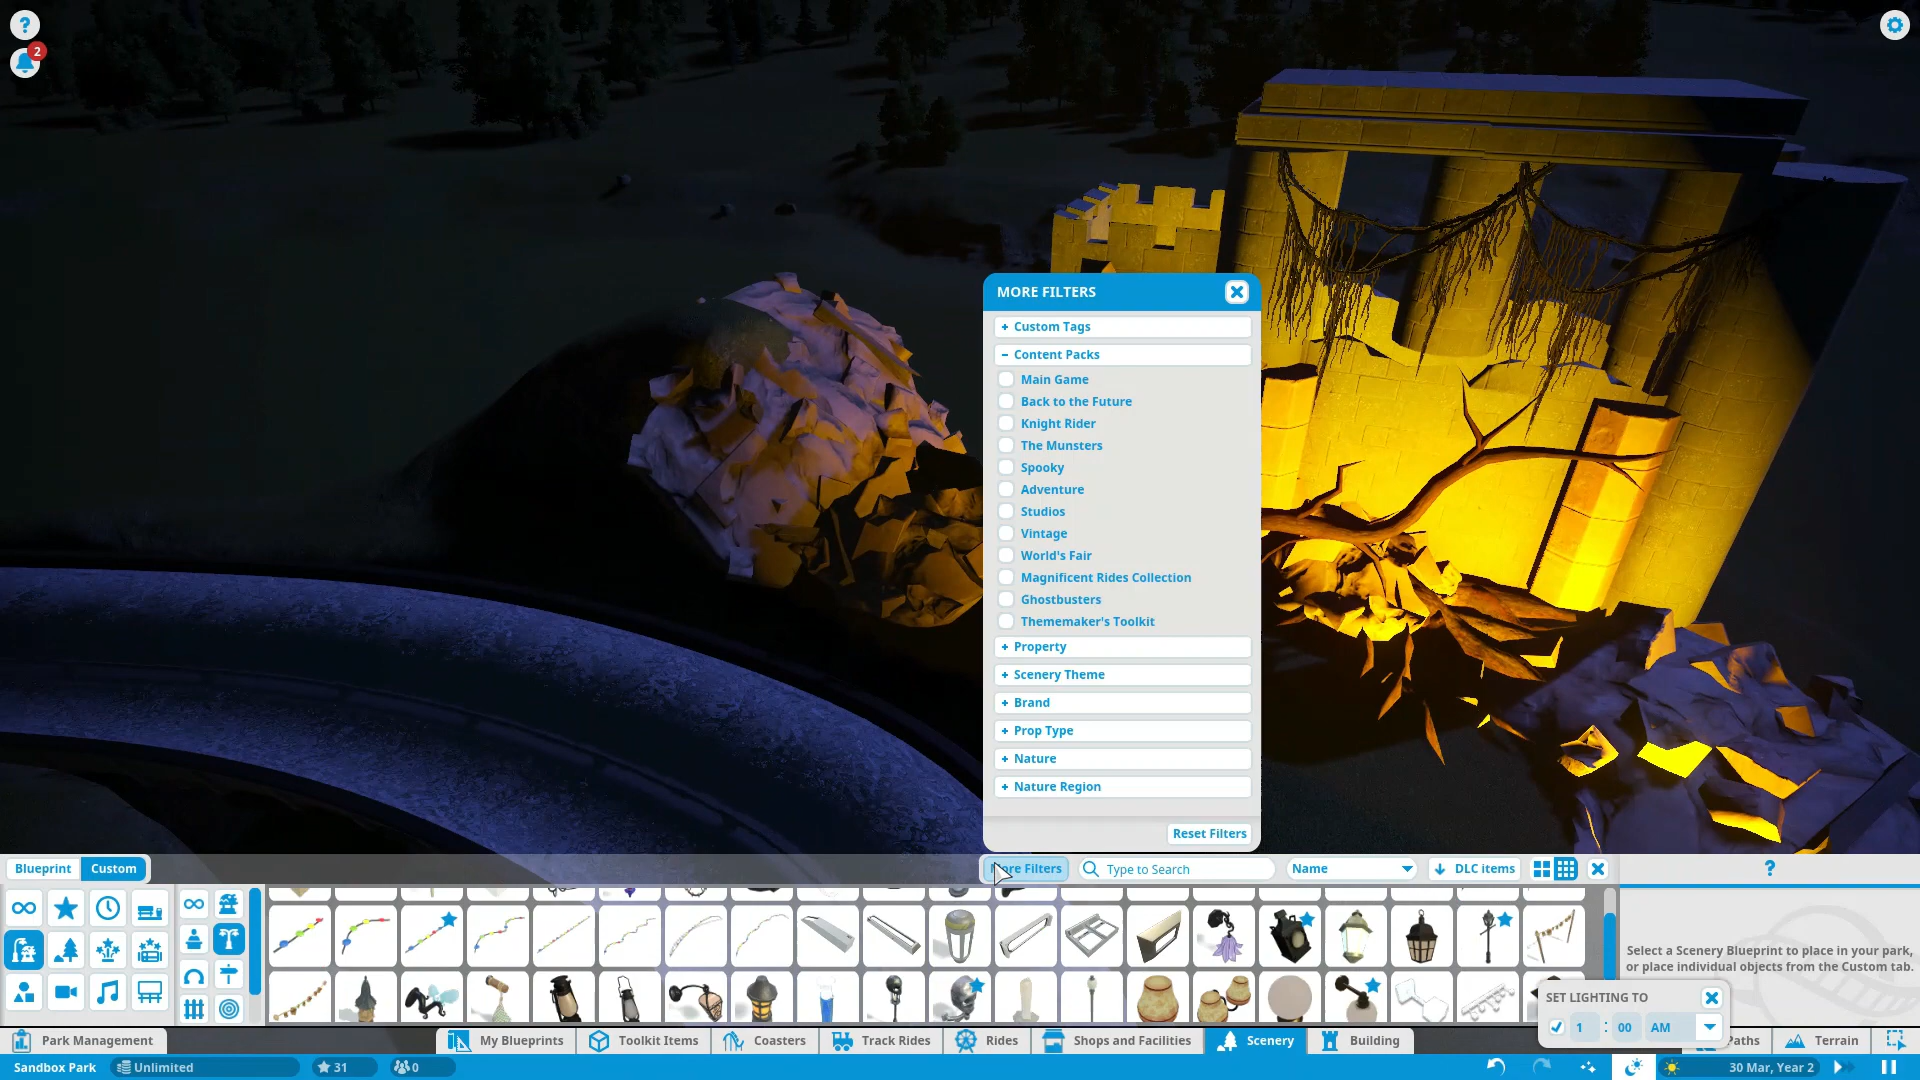 ?
2
MORE FILTERS
+ Custom Tags
− Content Packs
Main Game
Back to the Future
Knight Rider
The Munsters
Spooky
Adventure
Studios
Vintage
World's Fair
Magnificent Rides Collection
Ghostbusters
Thememaker's Toolkit
+ Property
+ Scenery Theme
+ Brand
+ Prop Type
+ Nature
+ Nature Region
Reset Filters
Blueprint Custom
More Filters Type to Search Name DLC items ?
Select a Scenery Blueprint to place in your park,
or place individual objects from the Custom tab.
SET LIGHTING TO
1 : 00 AM
Park Management My Blueprints Toolkit Items Coasters Track Rides Rides Shops and Facilities Scenery Building Paths Terrain
Sandbox Park Unlimited 31 0 30 Mar, Year 2